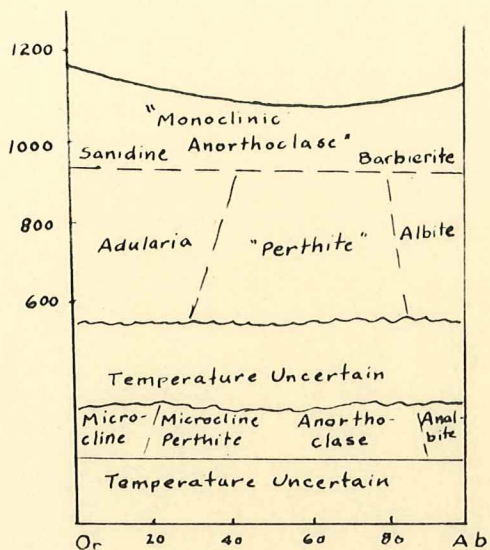 1200
"Monoclinic
Anorthoclase"
1000
Sanidine
Barbierite
800
Adularia
"Perthite"
Albite
600
Temperature Uncertain
Micro-
cline
Microcline
Perthite
Anortho-
clase
Anal-
bite
Temperature Uncertain
Or 20 40 60 80 Ab